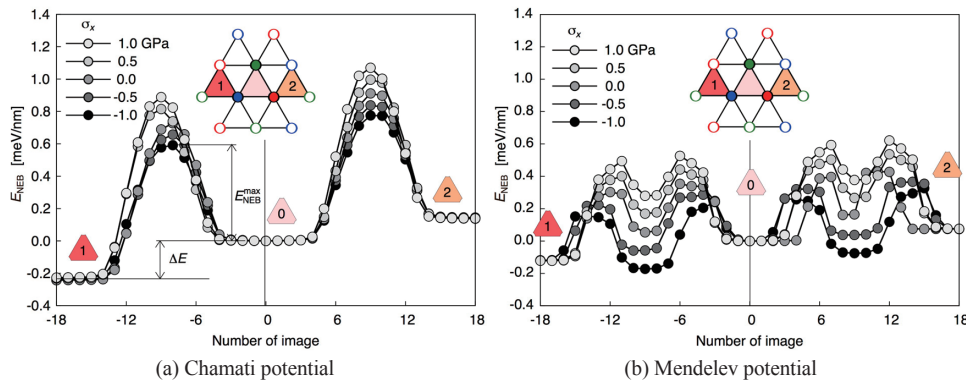 (a)
1.4
1.2
1.0
0.8
0.6
0.4
0.2
0.0
-0.2
-0.4
E_NEB [meV/nm]
σ_x
1.0 GPa
0.5
0.0
-0.5
-1.0
1
2
E_NEB^max
0
2
1
ΔE
-18 -12 -6 0 6 12 18
Number of image
(a) Chamati potential
(b)
1.4
1.2
1.0
0.8
0.6
0.4
0.2
0.0
-0.2
-0.4
E_NEB [meV/nm]
σ_x
1.0 GPa
0.5
0.0
-0.5
-1.0
1
2
0
2
1
-18 -12 -6 0 6 12 18
Number of image
(b) Mendelev potential